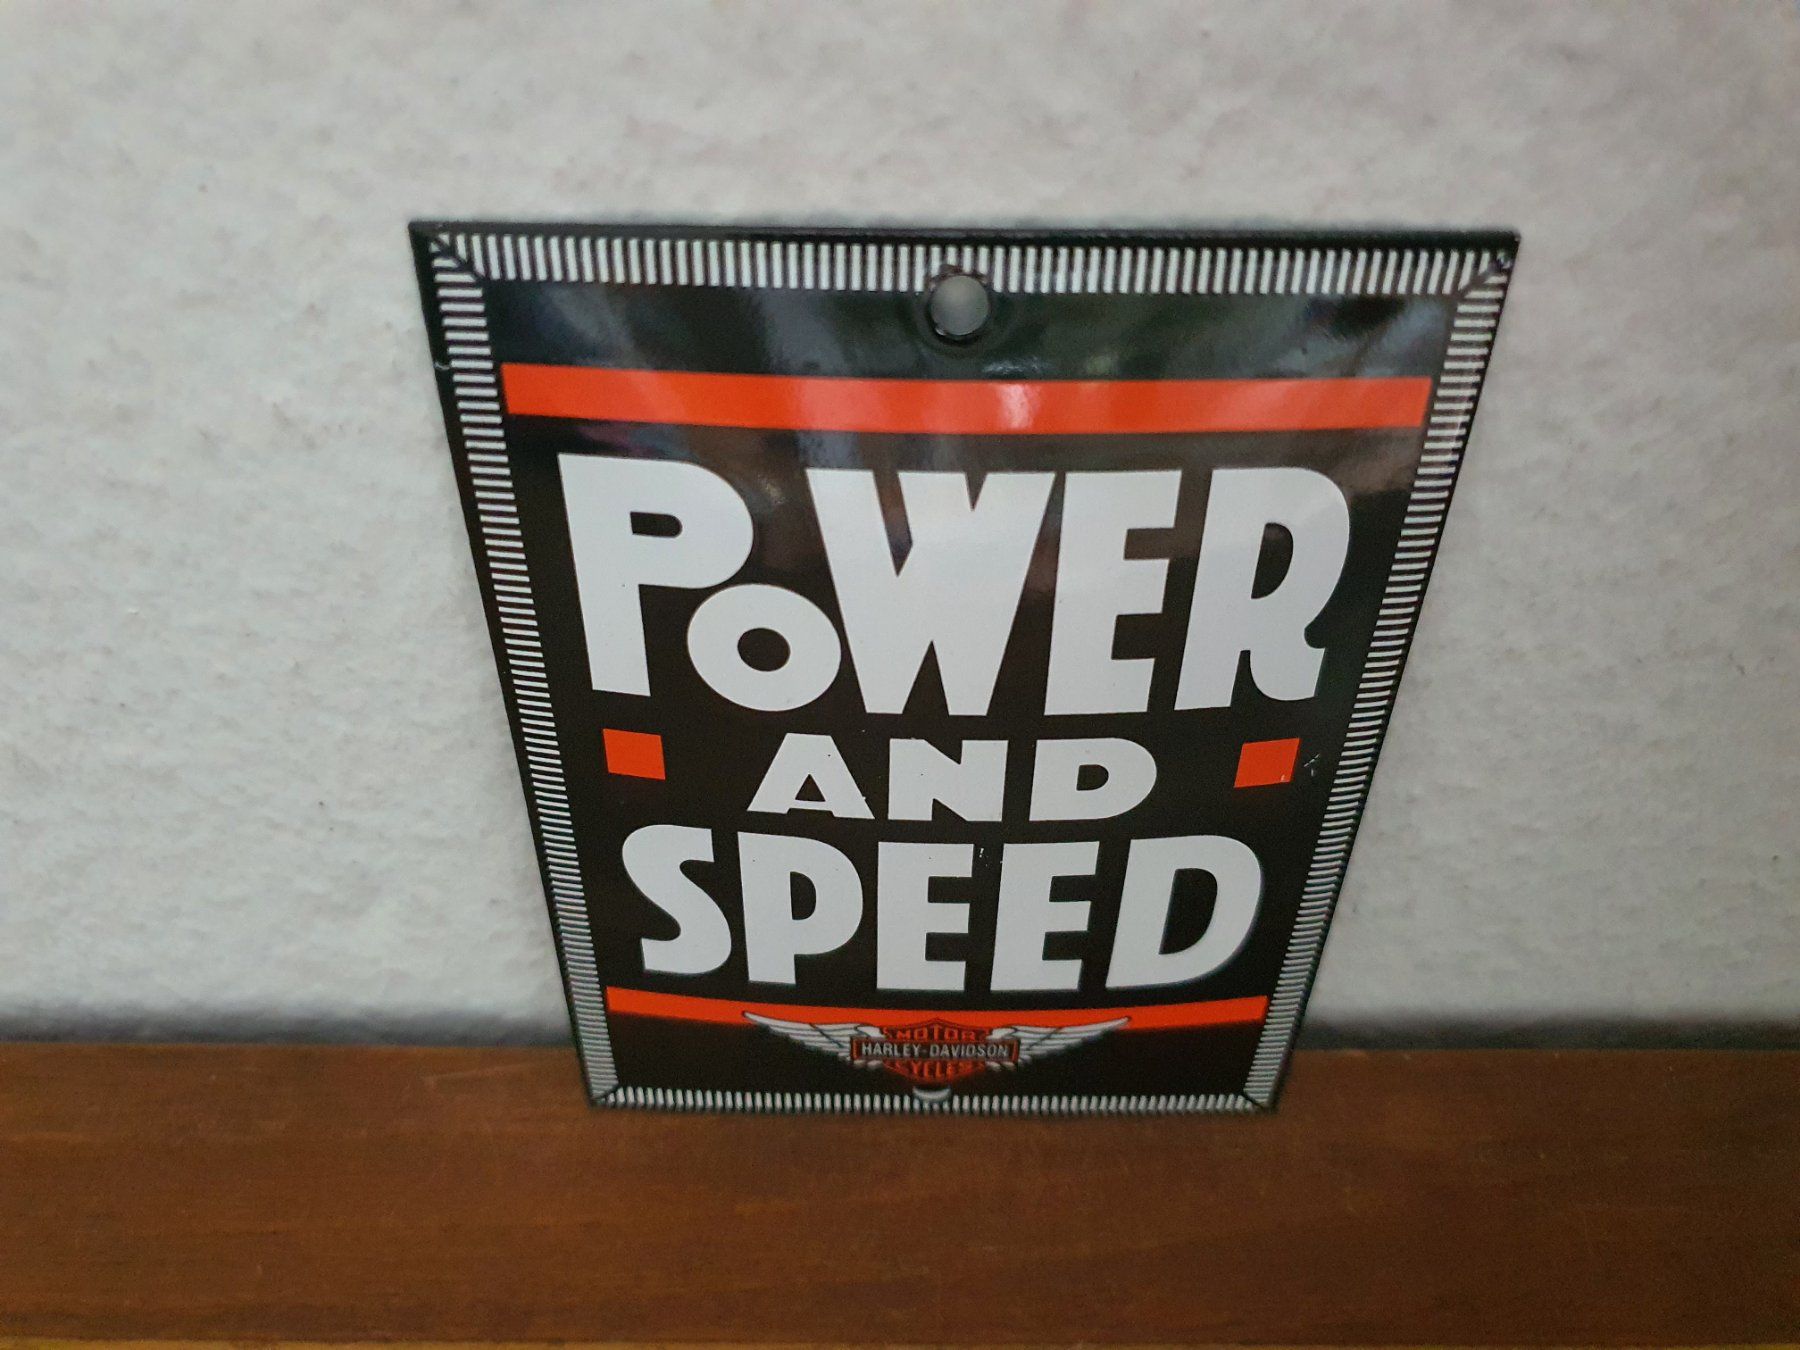 PoWER
AND
SPEED
MOTOR
HARLEY-DAVIDSON
CYCLES